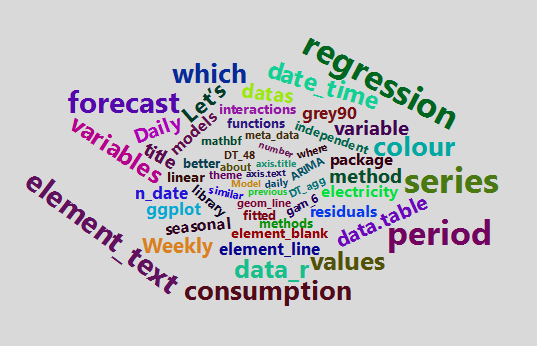 regression
which
date_time
forecast
Let's
datas
Daily
models
interactions
grey90
variables
functions
independent
variable
title
mathbf
meta_data
number
where
colour
better
DT_48
about
axis.title
ARIMA
package
linear
theme
axis.text
method
series
element_text
n_date
library
similar
Model
daily
previous
DT_agg
electricity
ggplot
geom_line
gam_6
residuals
data.table
seasonal
fitted
methods
period
Weekly
element_blank
element_line
data_r
values
consumption